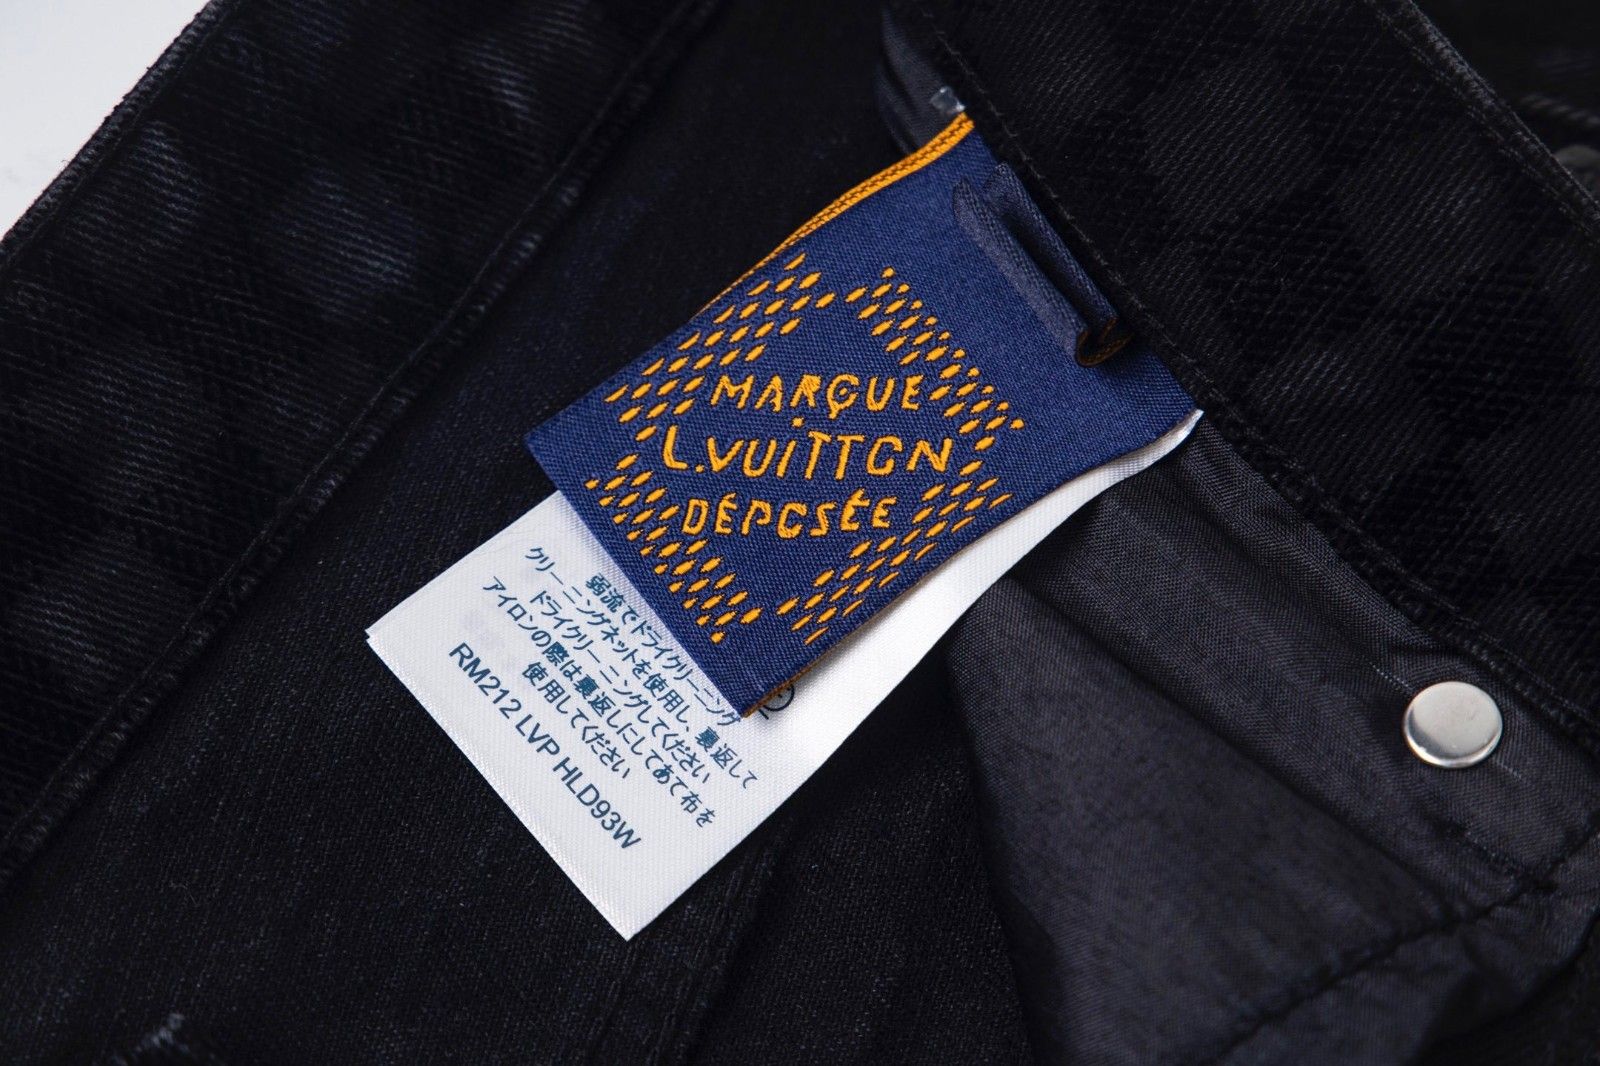 MARQUE
L.VUITTON
DÉPOSÉE
弱流でドライクリーニング
クリーニングネットを使用し、裏返して
ドライクリーニングしてください
アイロンの際は裏返しにしてあて布を
使用してください
RM212 LVP HLD93W